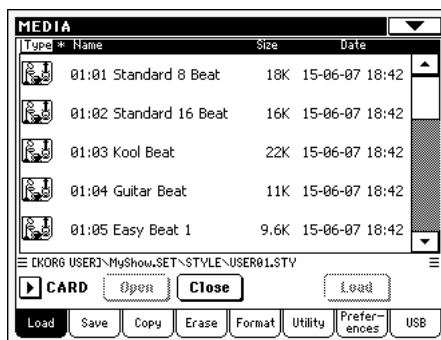 MEDIA
Type * Name Size Date
01:01 Standard 8 Beat 18K 15-06-07 18:42
01:02 Standard 16 Beat 16K 15-06-07 18:42
01:03 Kool Beat 22K 15-06-07 18:42
01:04 Guitar Beat 11K 15-06-07 18:42
01:05 Easy Beat 1 9.6K 15-06-07 18:42
[KORG USER]\MyShow.SET\STYLE\USER01.STY
CARD Open Close Load
Load Save Copy Erase Format Utility Prefer-ences USB